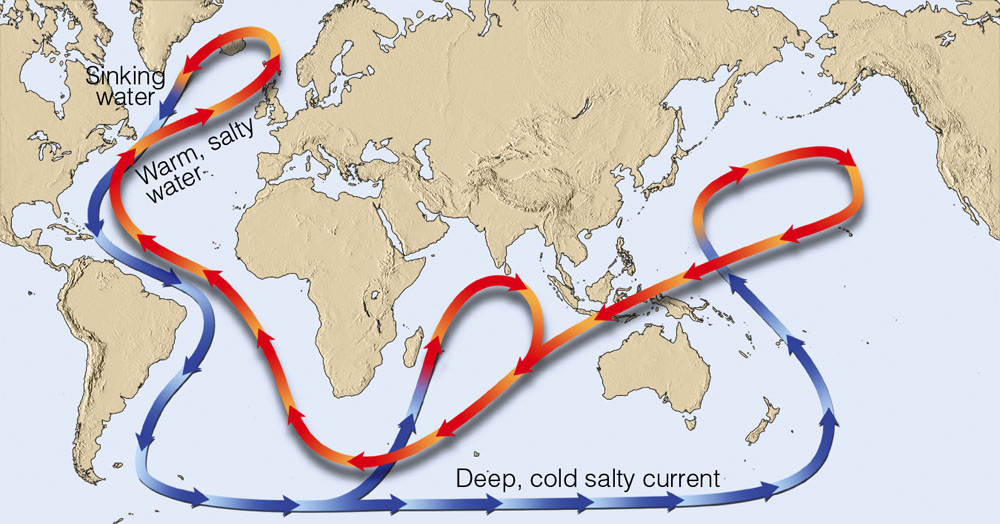 Sinking
water
Warm, salty
water
Deep, cold salty current